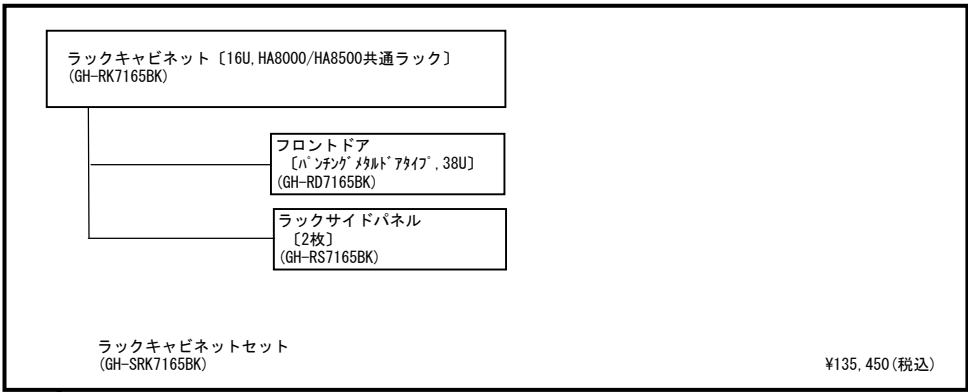 ラックキャビネット〔16U,HA8000/HA8500共通ラック〕
(GH-RK7165BK)
フロントドア
〔ﾊﾟﾝﾁﾝｸﾞﾒﾀﾙﾄﾞｱﾀｲﾌﾟ,38U〕
(GH-RD7165BK)
ラックサイドパネル
〔2枚〕
(GH-RS7165BK)
ラックキャビネットセット
(GH-SRK7165BK)
¥135,450(税込)